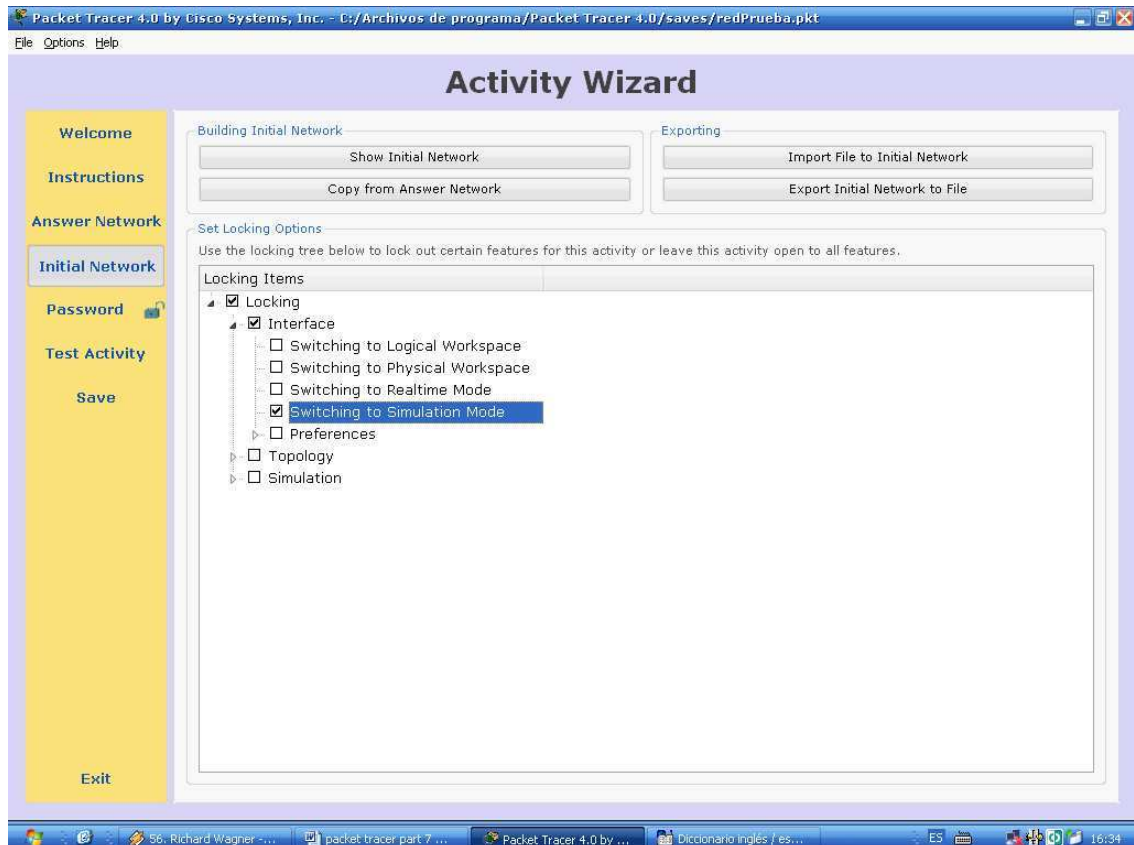 Packet Tracer 4.0 by Cisco Systems, Inc. - C:/Archivos de programa/Packet Tracer 4.0/saves/redPrueba.pkt
File Options Help
Activity Wizard
Welcome
Instructions
Answer Network
Initial Network
Password
Test Activity
Save
Exit
Building Initial Network
Show Initial Network
Copy from Answer Network
Exporting
Import File to Initial Network
Export Initial Network to File
Set Locking Options
Use the locking tree below to lock out certain features for this activity or leave this activity open to all features.
Locking Items
Locking
Interface
Switching to Logical Workspace
Switching to Physical Workspace
Switching to Realtime Mode
Switching to Simulation Mode
Preferences
Topology
Simulation
56. Richard Wagner -... packet tracer part 7 ... Packet Tracer 4.0 by ... Diccionario inglés / es... ES 16:34